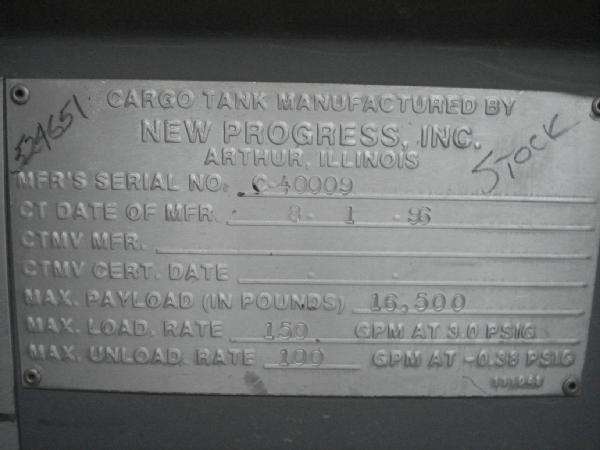 CARGO TANK MANUFACTURED BY
NEW PROGRESS, INC.
ARTHUR, ILLINOIS
524651
STOCK
MFR'S SERIAL NO. C-40009
CT DATE OF MFR. 8 - 1 - 96
CTMV MFR.
CTMV CERT. DATE
MAX. PAYLOAD (IN POUNDS) 16,500
MAX. LOAD. RATE 150 GPM AT 3.0 PSIG
MAX. UNLOAD. RATE 100 GPM AT -0.38 PSIG